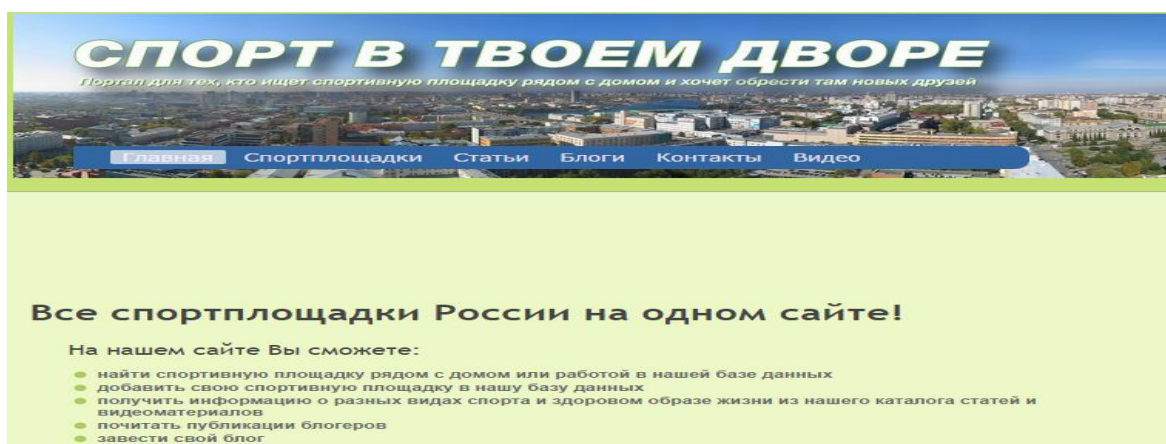 СПОРТ В ТВОЕМ ДВОРЕ
Портал для тех, кто ищет спортивную площадку рядом с домом и хочет обрести там новых друзей
Главная Спортплощадки Статьи Блоги Контакты Видео
Все спортплощадки России на одном сайте!
На нашем сайте Вы сможете:
найти спортивную площадку рядом с домом или работой в нашей базе данных
добавить свою спортивную площадку в нашу базу данных
получить информацию о разных видах спорта и здоровом образе жизни из нашего каталога статей и
видеоматериалов
почитать публикации блогеров
завести свой блог